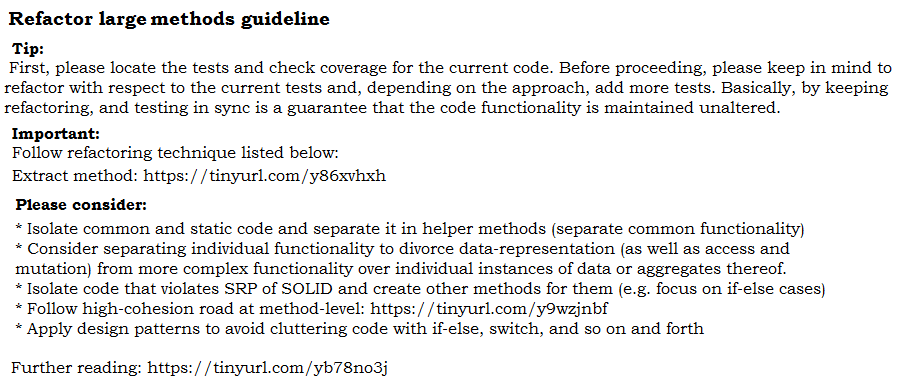 Refactor large methods guideline
Tip:
First, please locate the tests and check coverage for the current code. Before proceeding, please keep in mind to
refactor with respect to the current tests and, depending on the approach, add more tests. Basically, by keeping
refactoring, and testing in sync is a guarantee that the code functionality is maintained unaltered.
Important:
Follow refactoring technique listed below:
Extract method: https://tinyurl.com/y86xvhxh
Please consider:
* Isolate common and static code and separate it in helper methods (separate common functionality)
* Consider separating individual functionality to divorce data-representation (as well as access and
mutation) from more complex functionality over individual instances of data or aggregates thereof.
* Isolate code that violates SRP of SOLID and create other methods for them (e.g. focus on if-else cases)
* Follow high-cohesion road at method-level: https://tinyurl.com/y9wzjnbf
* Apply design patterns to avoid cluttering code with if-else, switch, and so on and forth
Further reading: https://tinyurl.com/yb78no3j